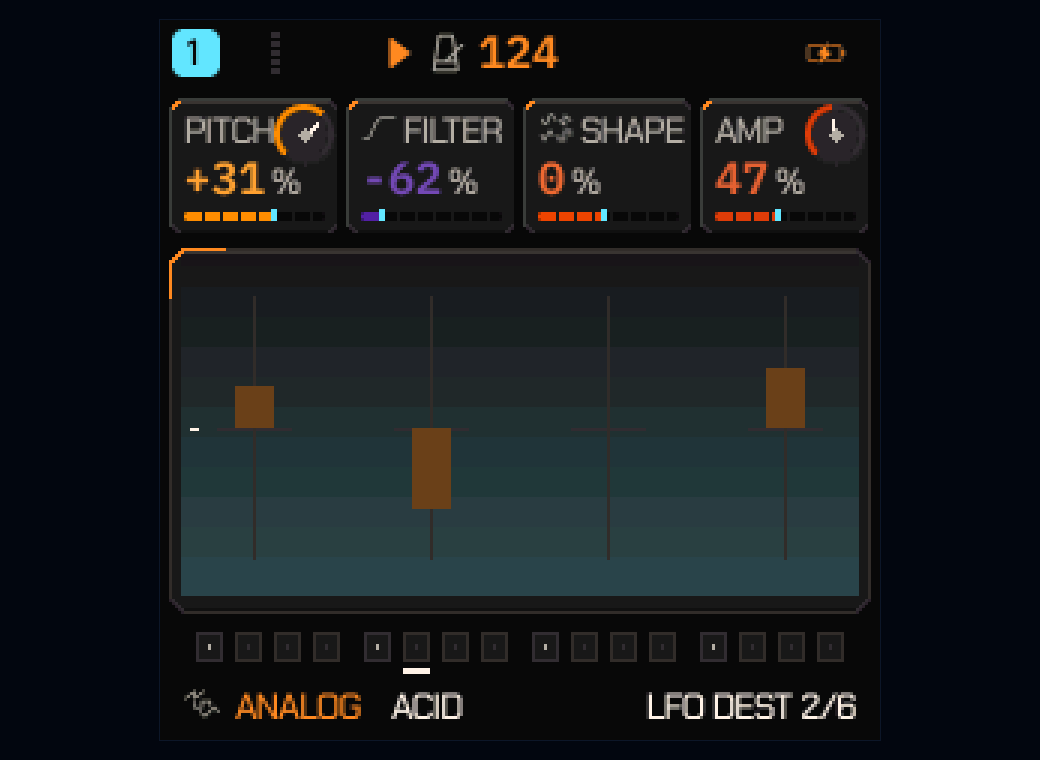 1 124
PITCH FILTER SHAPE AMP
+31% -62% 0% 47%
ANALOG ACID LFO DEST 2/6